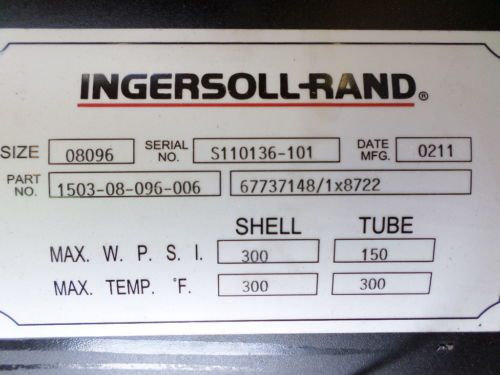 INGERSOLL-RAND®
SIZE 08096 SERIAL NO. S110136-101 DATE MFG. 0211
PART NO. 1503-08-096-006 67737148/1x8722
SHELL TUBE
MAX. W. P. S. I. 300 150
MAX. TEMP. °F. 300 300